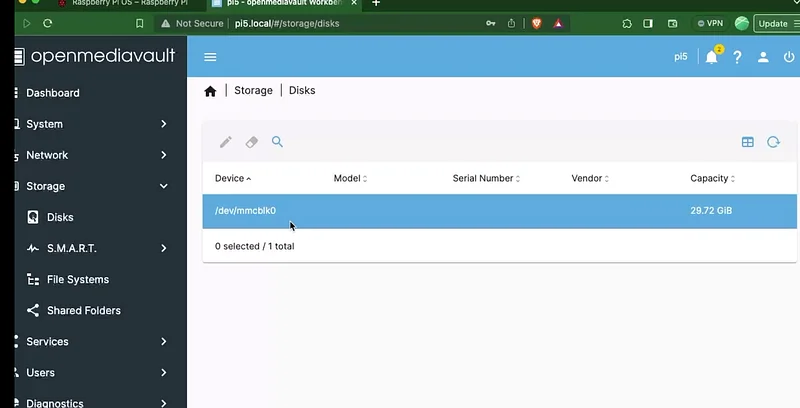 Raspberry Pi OS – Raspberry Pi
pi5 - openmediavault Workben
Not Secure
pi5.local/#/storage/disks
VPN
Update
openmediavault
pi5
2
Storage
Disks
Dashboard
System
Network
Storage
Disks
S.M.A.R.T.
File Systems
Shared Folders
Services
Users
Diagnostics
Device
Model
Serial Number
Vendor
Capacity
/dev/mmcblk0
29.72 GiB
0 selected / 1 total